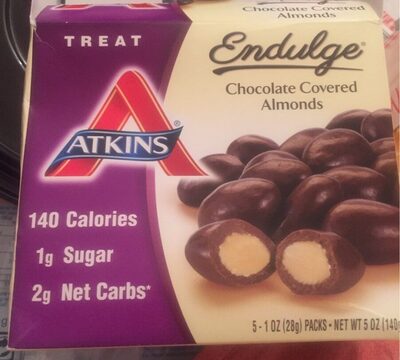 Chocolate Covered
Almonds
TREAT
Endulge®
Chocolate Covered
Almonds
ATKINS®
140 Calories
1g Sugar
2g Net Carbs*
5 - 1 OZ (28g) PACKS • NET WT 5 OZ (140g